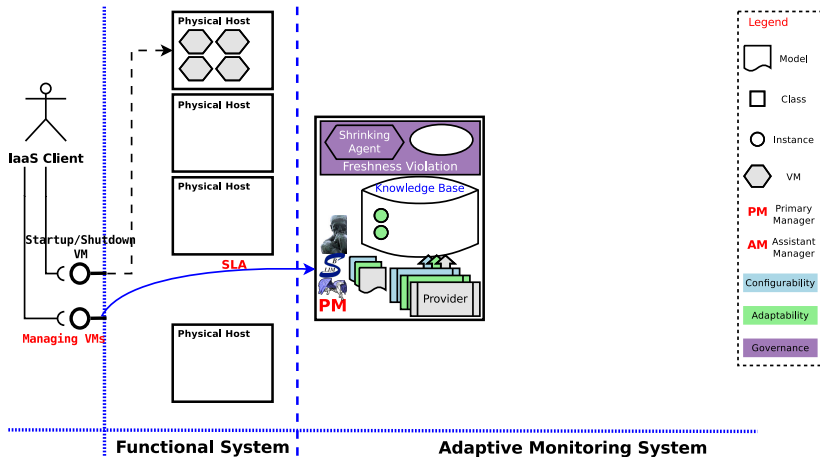 Physical Host
Physical Host
Physical Host
Physical Host
IaaS Client
Startup/Shutdown
VM
Managing VMs
SLA
Shrinking
Agent
Freshness Violation
Knowledge Base
PM
Provider
Functional System
Adaptive Monitoring System
Legend
Model
Class
Instance
VM
PM Primary
Manager
AM Assistant
Manager
Configurability
Adaptability
Governance